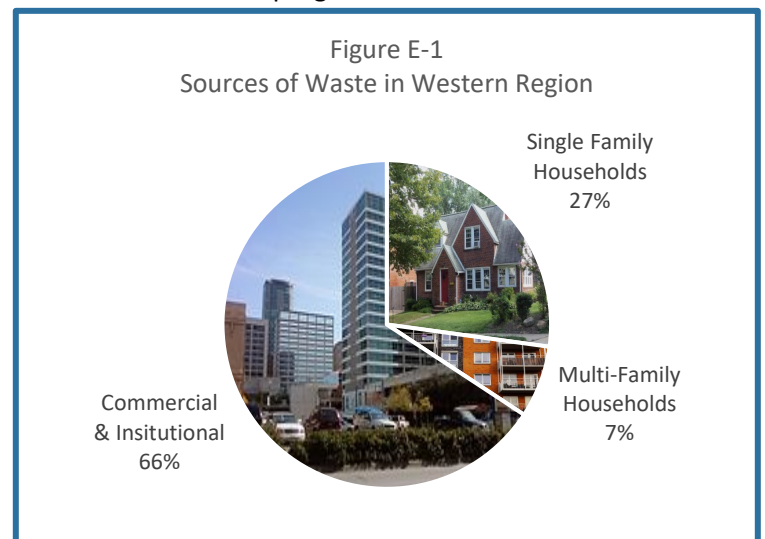 Figure E-1
Sources of Waste in Western Region
Single Family
Households
27%
Multi-Family
Households
7%
Commercial
& Insitutional
66%